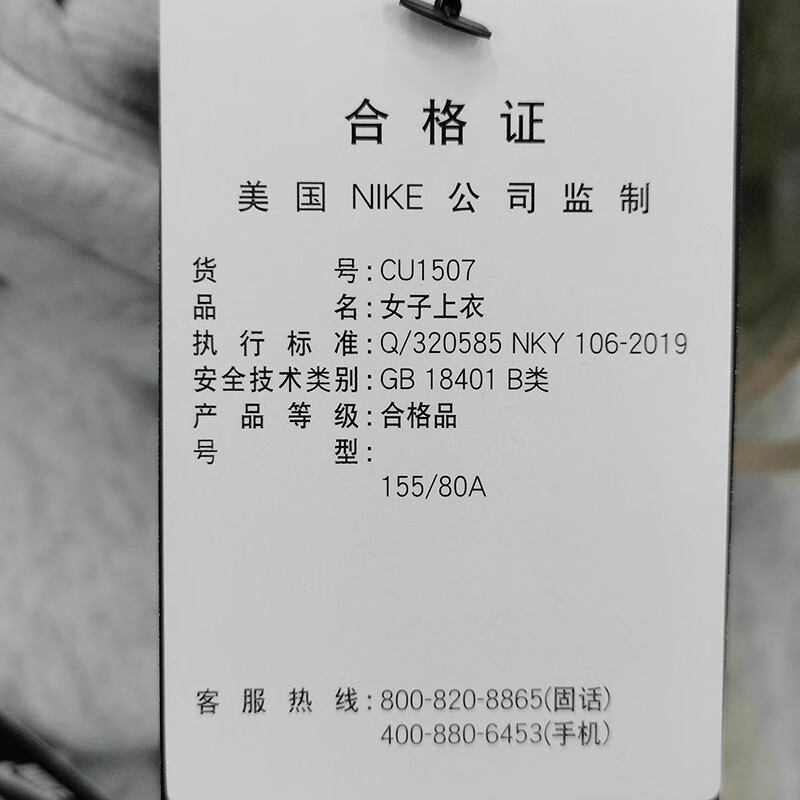 合格证
美国 NIKE 公司监制
货号:CU1507
品名:女子上衣
执行标准:Q/320585 NKY 106-2019
安全技术类别:GB 18401 B类
产品等级:合格品
号型:
155/80A
客服热线:800-820-8865(固话)
400-880-6453(手机)